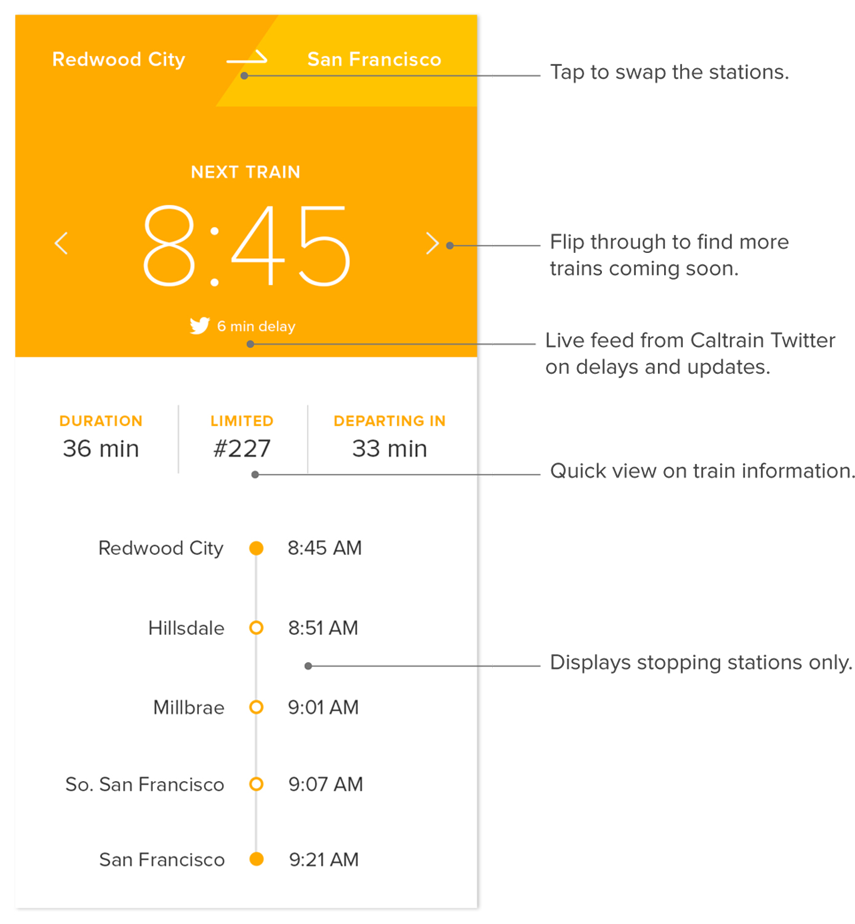 Redwood City San Francisco
Tap to swap the stations.
NEXT TRAIN
8:45
Flip through to find more
trains coming soon.
6 min delay
Live feed from Caltrain Twitter
on delays and updates.
DURATION LIMITED DEPARTING IN
36 min #227 33 min
Quick view on train information.
Redwood City 8:45 AM
Hillsdale 8:51 AM
Displays stopping stations only.
Millbrae 9:01 AM
So. San Francisco 9:07 AM
San Francisco 9:21 AM